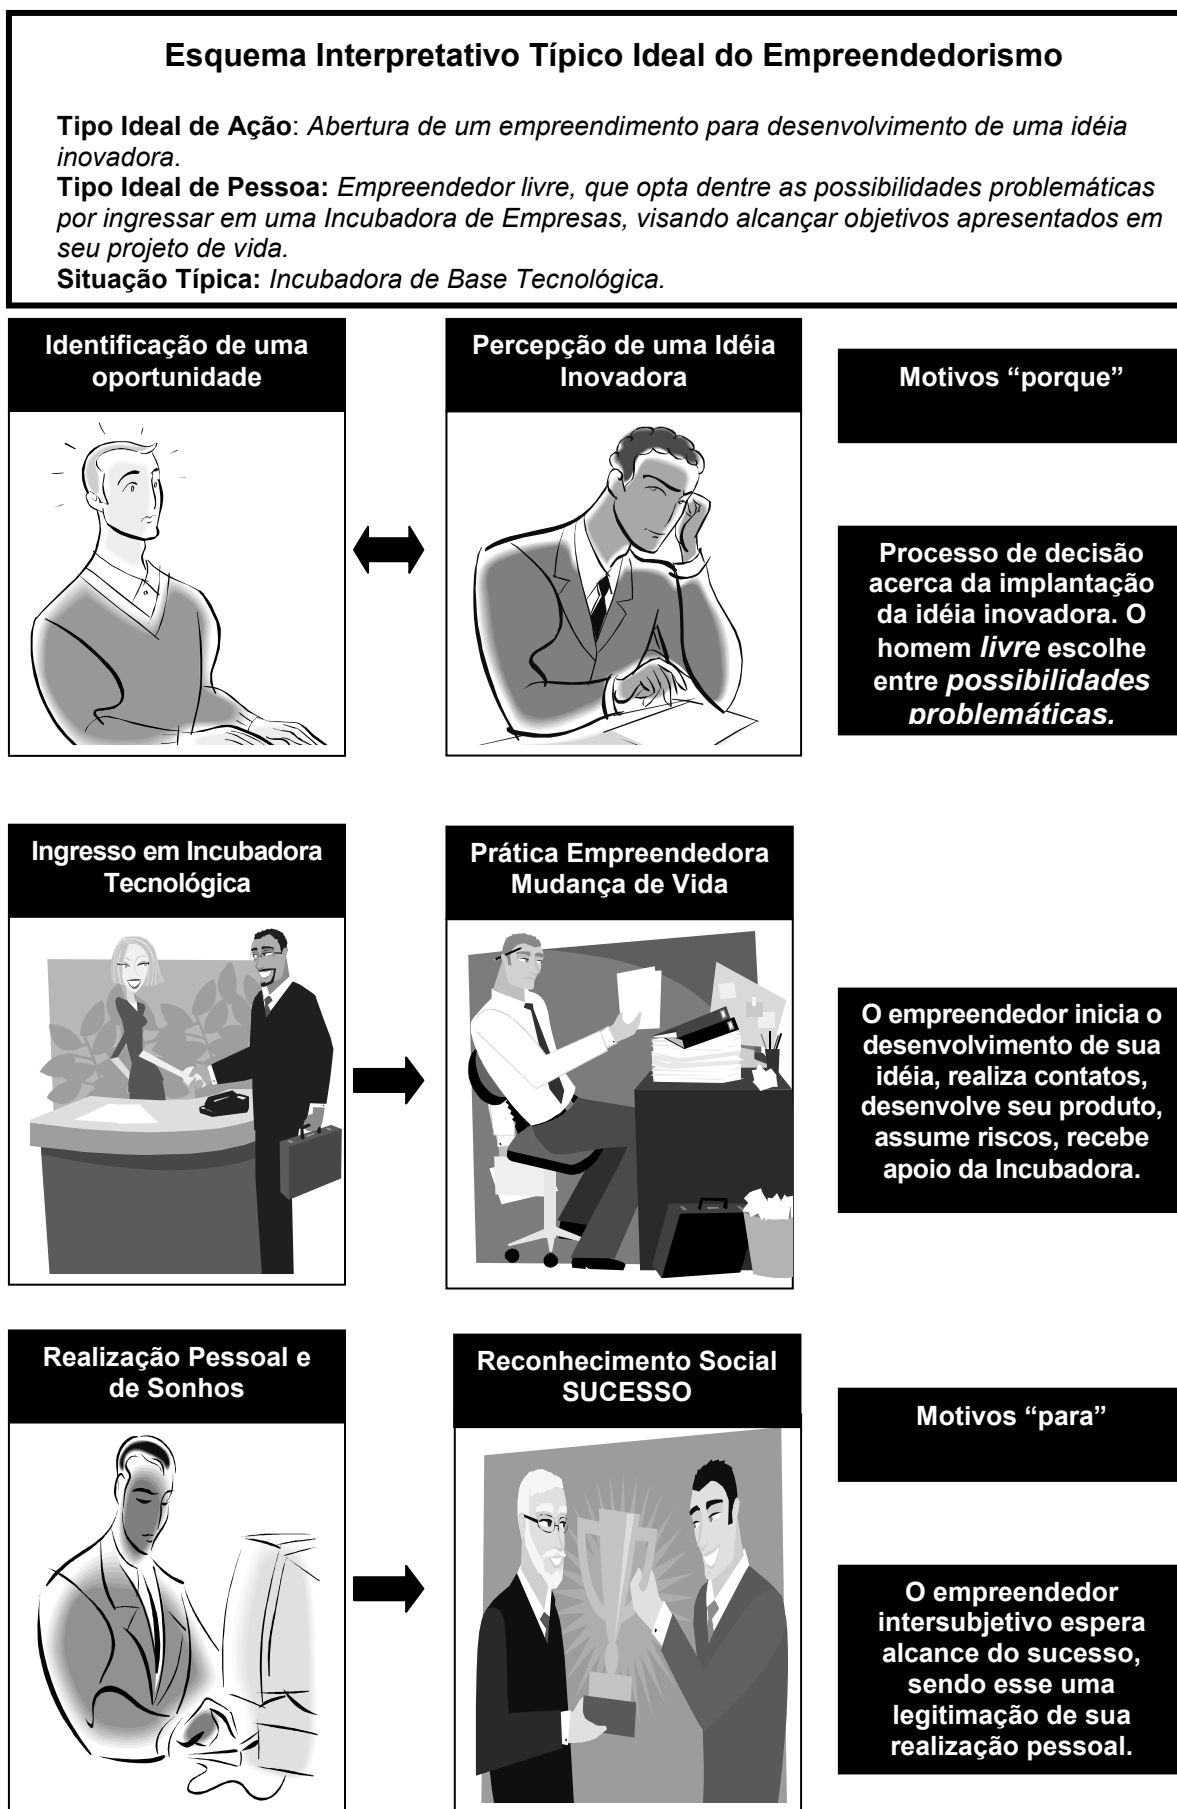 Esquema Interpretativo Típico Ideal do Empreendedorismo
Tipo Ideal de Ação: Abertura de um empreendimento para desenvolvimento de uma idéia
inovadora.
Tipo Ideal de Pessoa: Empreendedor livre, que opta dentre as possibilidades problemáticas
por ingressar em uma Incubadora de Empresas, visando alcançar objetivos apresentados em
seu projeto de vida.
Situação Típica: Incubadora de Base Tecnológica.
Identificação de uma
oportunidade
Percepção de uma Idéia
Inovadora
Motivos “porque”
Processo de decisão
acerca da implantação
da idéia inovadora. O
homem livre escolhe
entre possibilidades
problemáticas.
Ingresso em Incubadora
Tecnológica
Prática Empreendedora
Mudança de Vida
O empreendedor inicia o
desenvolvimento de sua
idéia, realiza contatos,
desenvolve seu produto,
assume riscos, recebe
apoio da Incubadora.
Realização Pessoal e
de Sonhos
Reconhecimento Social
SUCESSO
Motivos “para”
O empreendedor
intersubjetivo espera
alcance do sucesso,
sendo esse uma
legitimação de sua
realização pessoal.